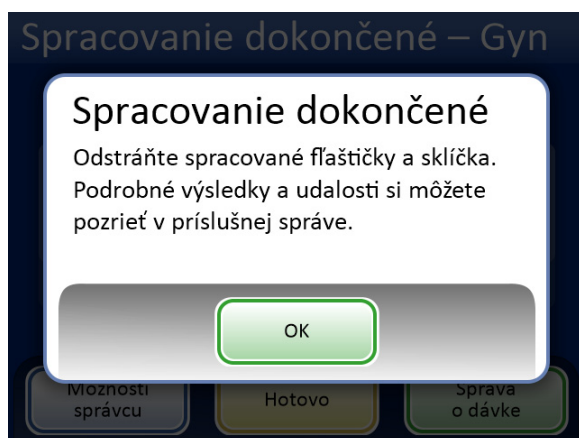 Spracovanie dokončené – Gyn
Spracovanie dokončené
Odstráňte spracované fľaštičky a sklíčka.
Podrobné výsledky a udalosti si môžete
pozrieť v príslušnej správe.
OK
Možnosti
správcu
Hotovo
Správa
o dávke